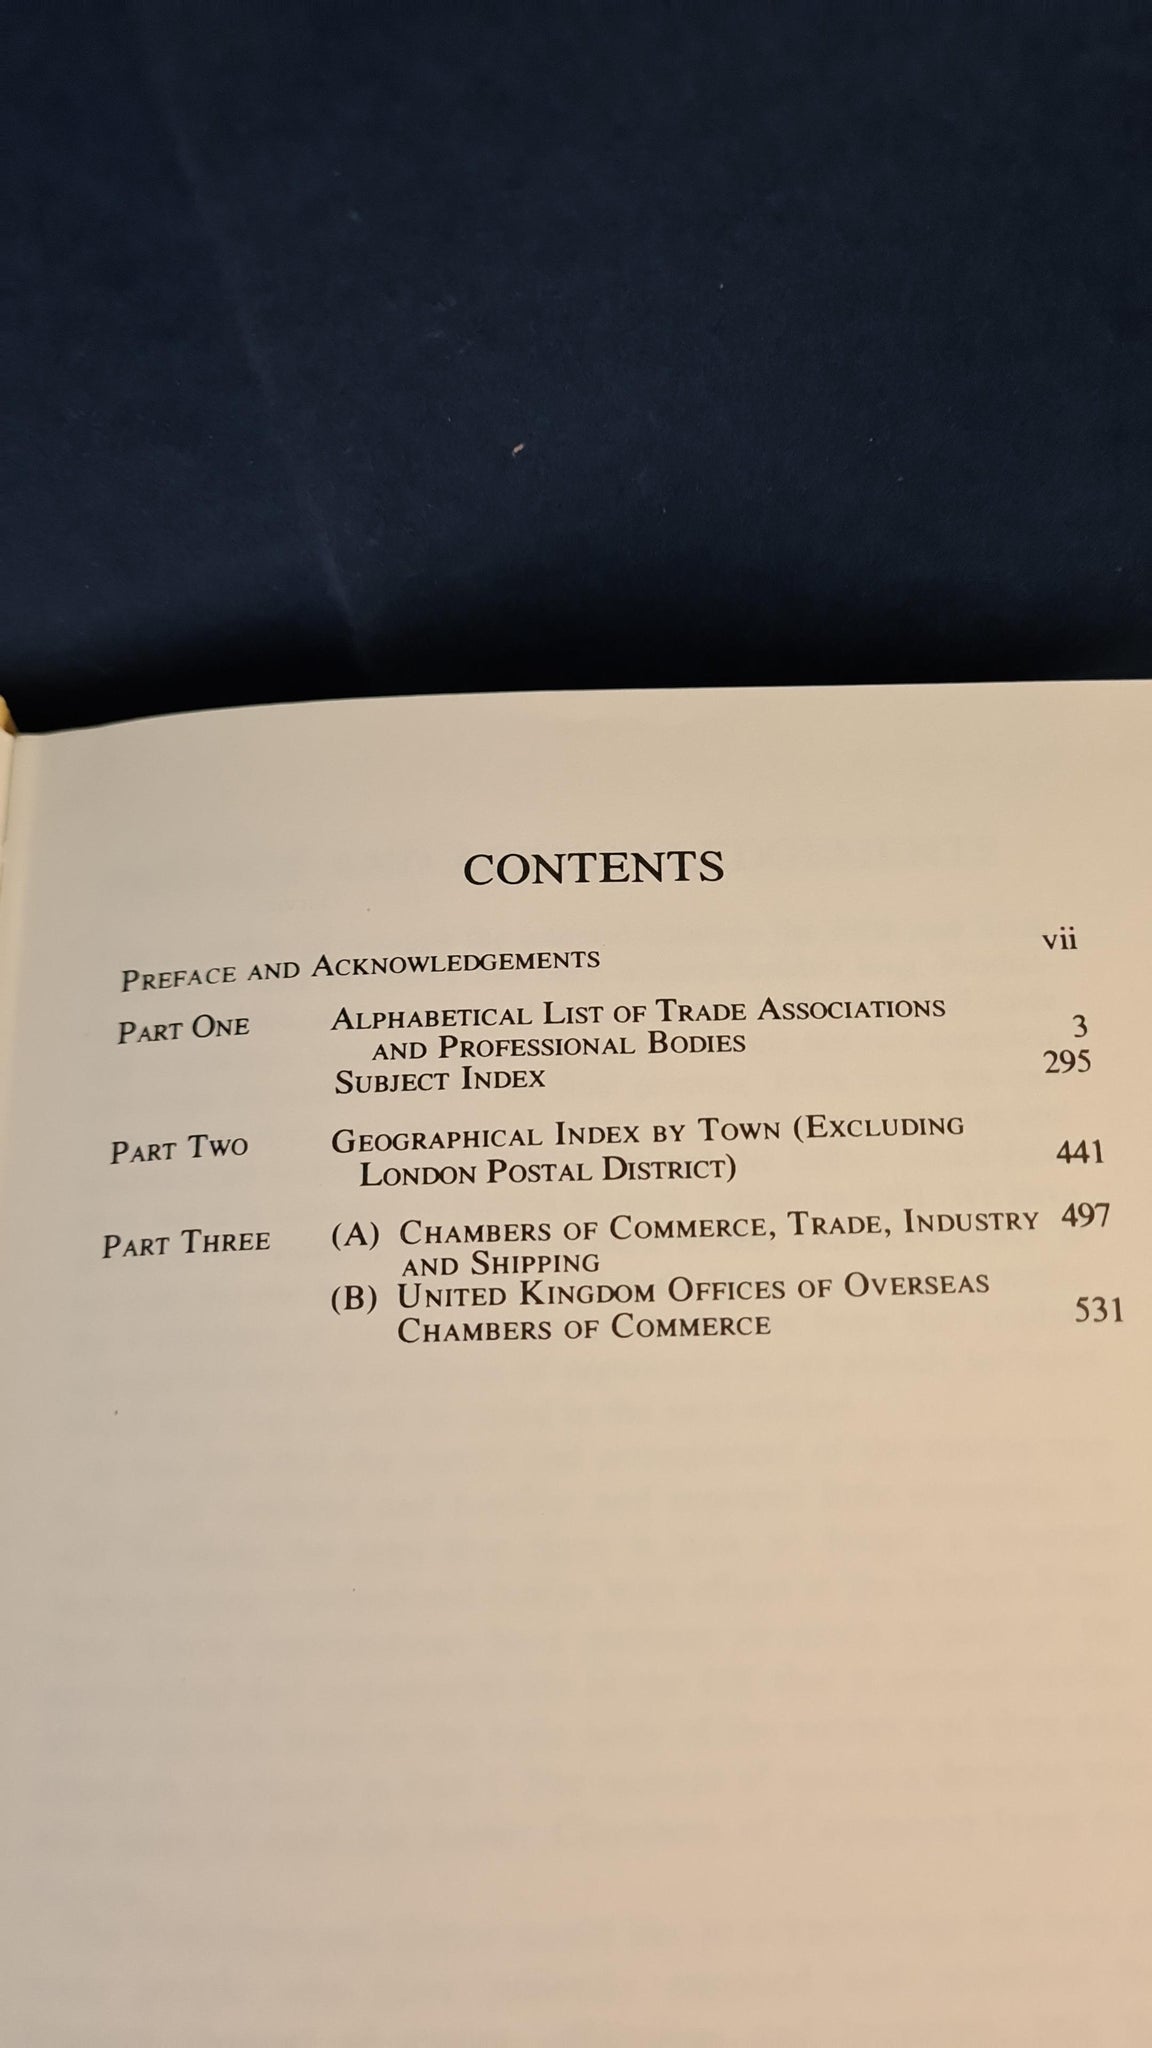 CONTENTS
PREFACE AND ACKNOWLEDGEMENTS vii
PART ONE ALPHABETICAL LIST OF TRADE ASSOCIATIONS
AND PROFESSIONAL BODIES 3
SUBJECT INDEX 295
PART TWO GEOGRAPHICAL INDEX BY TOWN (EXCLUDING
LONDON POSTAL DISTRICT) 441
PART THREE (A) CHAMBERS OF COMMERCE, TRADE, INDUSTRY 497
AND SHIPPING
(B) UNITED KINGDOM OFFICES OF OVERSEAS
CHAMBERS OF COMMERCE 531